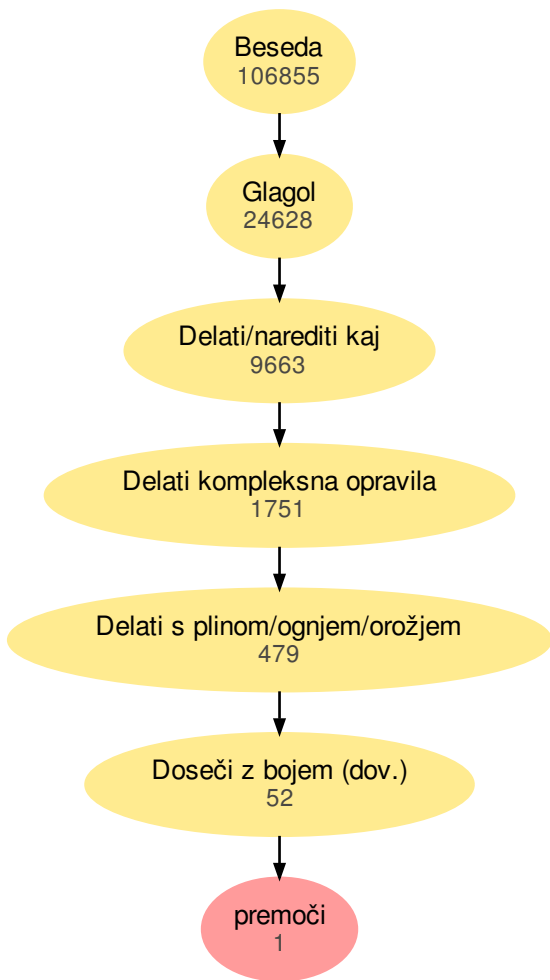 Beseda
106855
Glagol
24628
Delati/narediti kaj
9663
Delati kompleksna opravila
1751
Delati s plinom/ognjem/orožjem
479
Doseči z bojem (dov.)
52
premoči
1